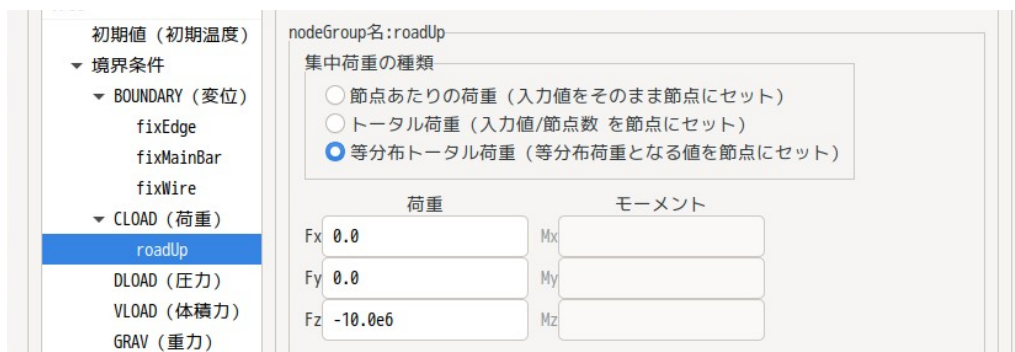 初期値（初期温度）
▼ 境界条件
▼ BOUNDARY（変位）
fixEdge
fixMainBar
fixWire
▼ CLOAD（荷重）
roadUp
DLOAD（圧力）
VLOAD（体積力）
GRAV（重力）
nodeGroup名:roadUp
集中荷重の種類
節点あたりの荷重（入力値をそのまま節点にセット）
トータル荷重（入力値/節点数 を節点にセット）
等分布トータル荷重（等分布荷重となる値を節点にセット）
荷重 モーメント
Fx 0.0 Mx
Fy 0.0 My
Fz -10.0e6 Mz